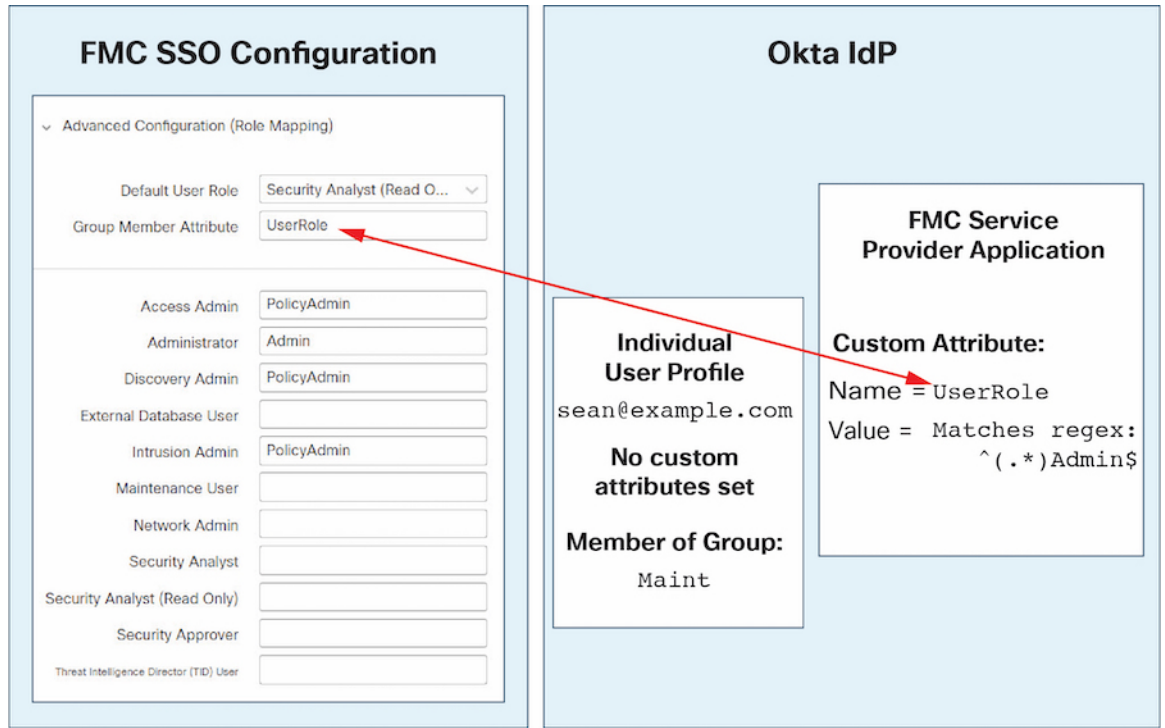 FMC SSO Configuration
Advanced Configuration (Role Mapping)
Default User Role Security Analyst (Read O...
Group Member Attribute UserRole
Access Admin PolicyAdmin
Administrator Admin
Discovery Admin PolicyAdmin
External Database User
Intrusion Admin PolicyAdmin
Maintenance User
Network Admin
Security Analyst
Security Analyst (Read Only)
Security Approver
Threat Intelligence Director (TID) User
Okta IdP
Individual
User Profile
sean@example.com
No custom
attributes set
Member of Group:
Maint
FMC Service
Provider Application
Custom Attribute:
Name = UserRole
Value = Matches regex:
^(.*)Admin$